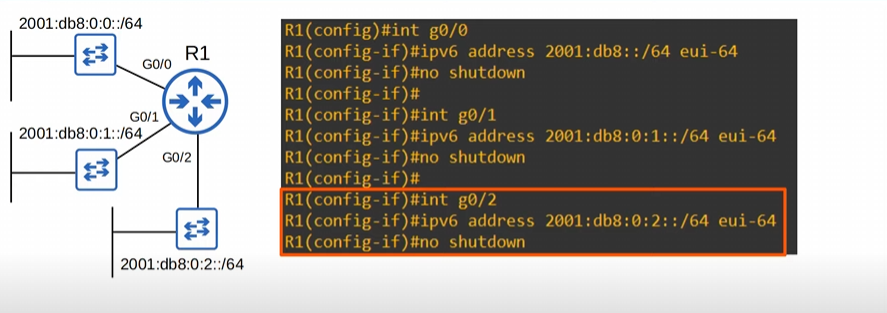 2001:db8:0:0::/64
G0/0
R1
G0/1
2001:db8:0:1::/64
G0/2
2001:db8:0:2::/64
R1(config)#int g0/0
R1(config-if)#ipv6 address 2001:db8::/64 eui-64
R1(config-if)#no shutdown
R1(config-if)#
R1(config-if)#int g0/1
R1(config-if)#ipv6 address 2001:db8:0:1::/64 eui-64
R1(config-if)#no shutdown
R1(config-if)#
R1(config-if)#int g0/2
R1(config-if)#ipv6 address 2001:db8:0:2::/64 eui-64
R1(config-if)#no shutdown